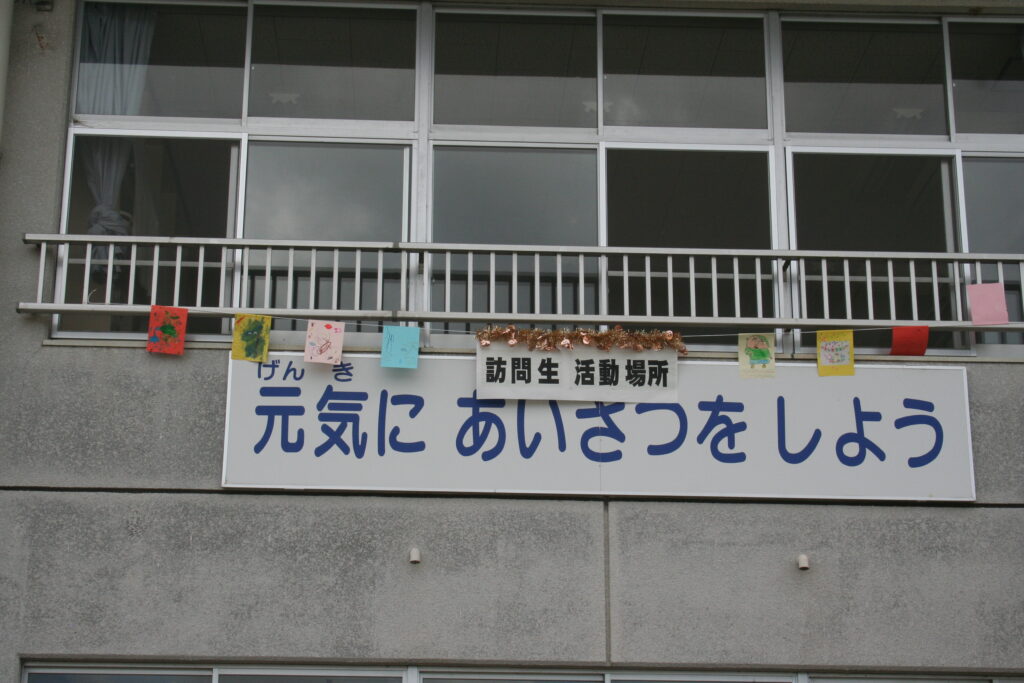 訪問生 活動場所
げんき
元気に あいさつを しよう